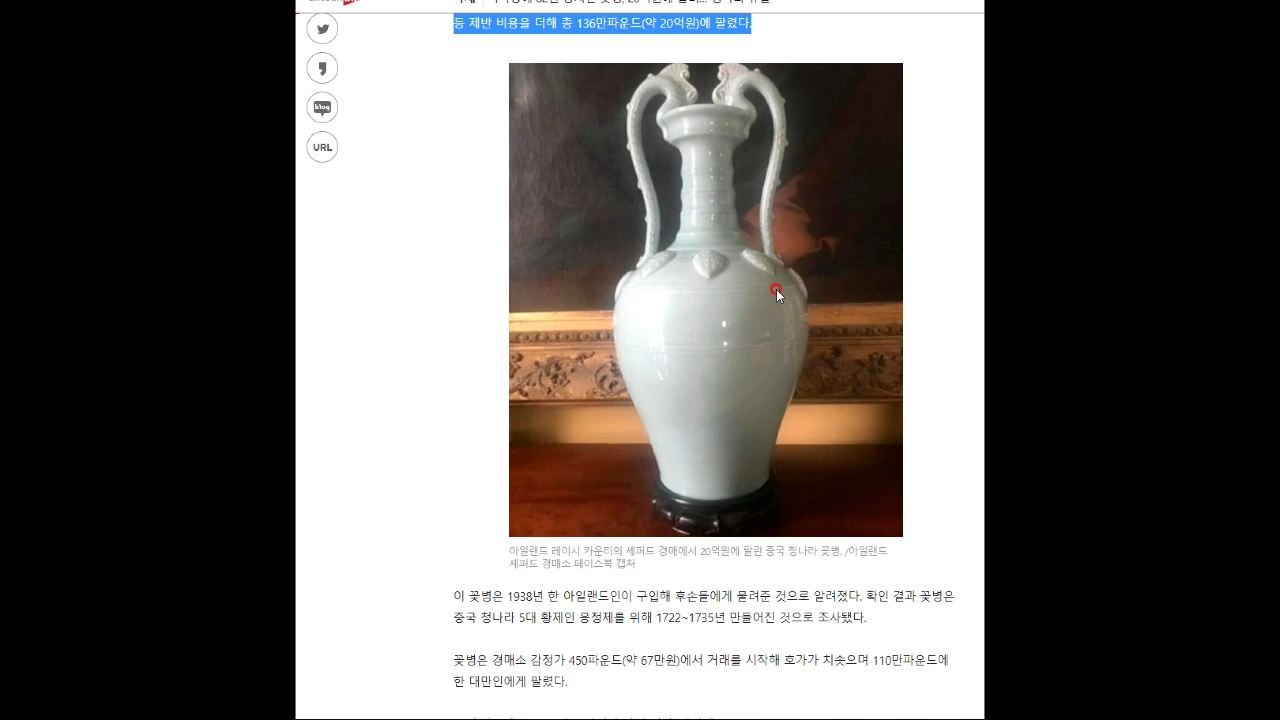 등 제반 비용을 더해 총 136만파운드(약 20억원)에 팔렸다.
blog
URL
아일랜드 레이시 카운티의 셰퍼드 경매에서 20억원에 팔린 중국 청나라 꽃병. /아일랜드
셰퍼드 경매소 페이스북 캡처
이 꽃병은 1938년 한 아일랜드인이 구입해 후손들에게 물려준 것으로 알려졌다. 확인 결과 꽃병은
중국 청나라 5대 황제인 옹정제를 위해 1722~1735년 만들어진 것으로 조사됐다.
꽃병은 경매소 감정가 450파운드(약 67만원)에서 거래를 시작해 호가가 치솟으며 110만파운드에
한 대만인에게 팔렸다.